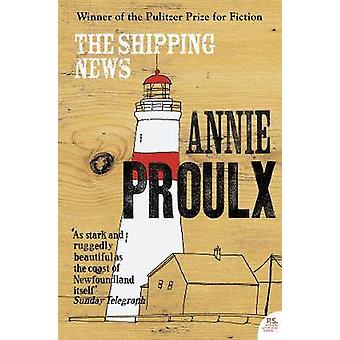 Winner of the Pulitzer Prize for Fiction
THE SHIPPING
NEWS
ANNIE
PROULX
'As stark and
ruggedly
beautiful as
the coast of
Newfoundland
itself'
Sunday Telegraph
P.S.